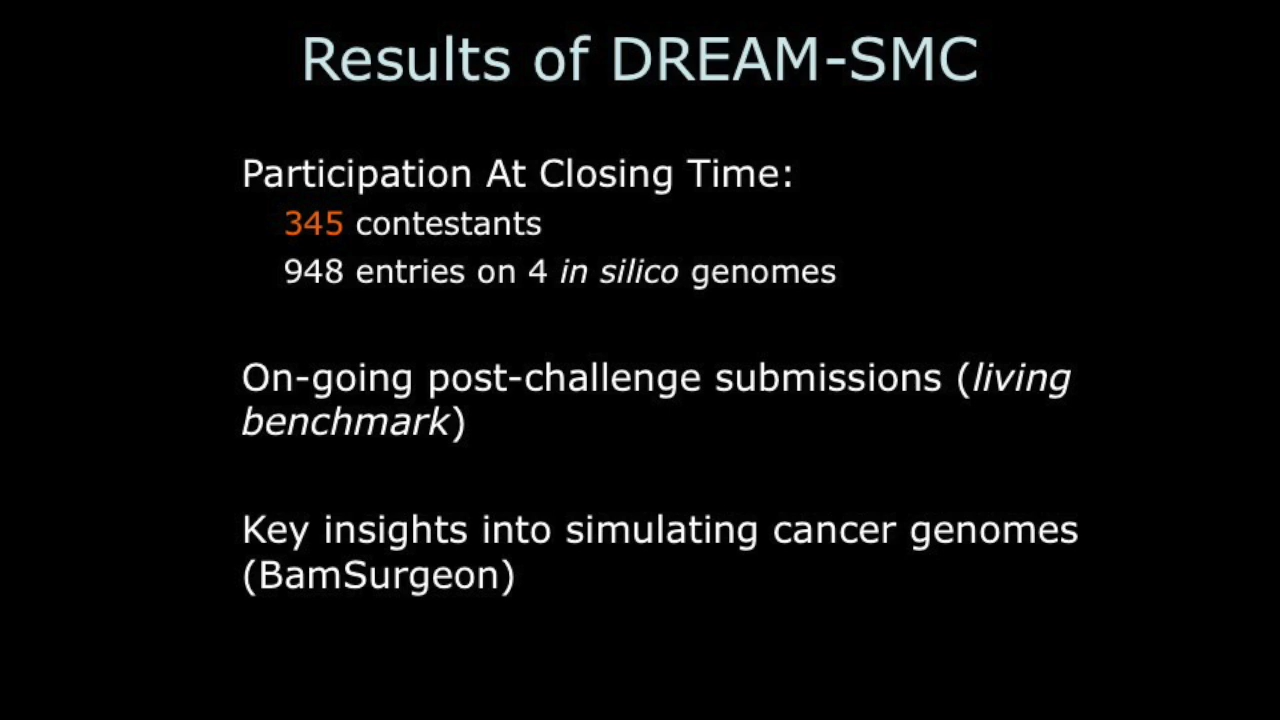 Results of DREAM-SMC
Participation At Closing Time:
345 contestants
948 entries on 4 in silico genomes
On-going post-challenge submissions (living
benchmark)
Key insights into simulating cancer genomes
(BamSurgeon)